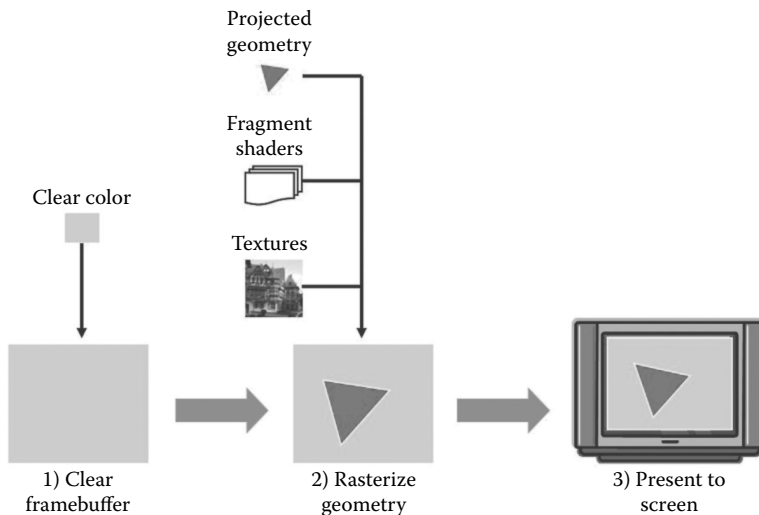 Projected
geometry
Fragment
shaders
Clear color
Textures
1) Clear
framebuffer
2) Rasterize
geometry
3) Present to
screen